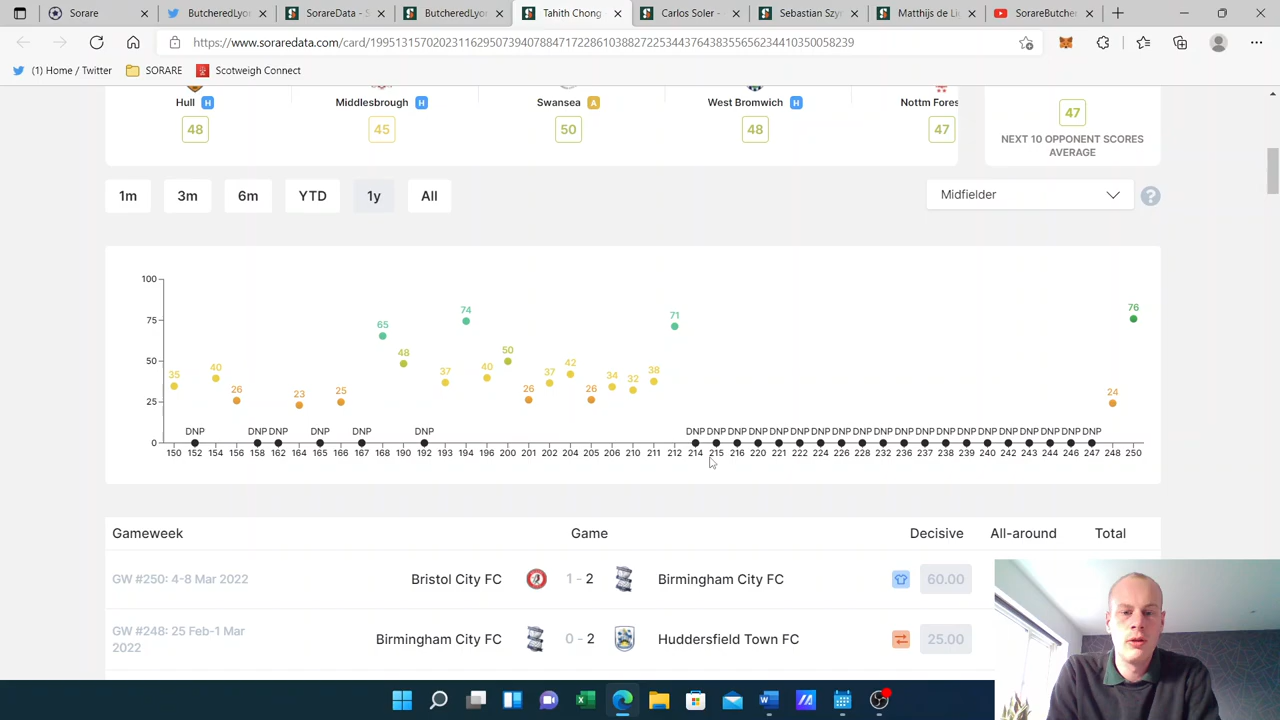 Sorare
ButcheredLyo
SorareData - S
ButcheredLyon
Tahith Chong
Carlos Soler -
Sebastian Szy
Matthijs de Li
SorareButche
https://www.soraredata.com/card/19951315702023116295073940788471722861038827225344376438355656234410350058239
(1) Home / Twitter
SORARE
Scotweigh Connect
Hull H
Middlesbrough H
Swansea A
West Bromwich H
Nottm Fores
48
45
50
48
47
47
NEXT 10 OPPONENT SCORES
AVERAGE
1m
3m
6m
YTD
1y
All
Midfielder
?
100
75
50
25
0
35 DNP 40 26 DNP DNP 23 DNP 25 DNP 65 48 DNP 37 74 40 50 26 37 42 26 34 32 38 71 DNP DNP DNP DNP DNP DNP DNP DNP DNP DNP DNP DNP DNP DNP DNP DNP DNP DNP DNP DNP 24 76
150 152 154 156 158 162 164 165 166 167 168 190 192 193 194 196 200 201 202 204 205 206 210 211 212 214 215 216 220 221 222 224 226 228 232 236 237 238 239 240 242 243 244 246 247 248 250
Gameweek
Game
Decisive
All-around
Total
GW #250: 4-8 Mar 2022
Bristol City FC
1 - 2
Birmingham City FC
60.00
GW #248: 25 Feb-1 Mar
2022
Birmingham City FC
0 - 2
Huddersfield Town FC
25.00